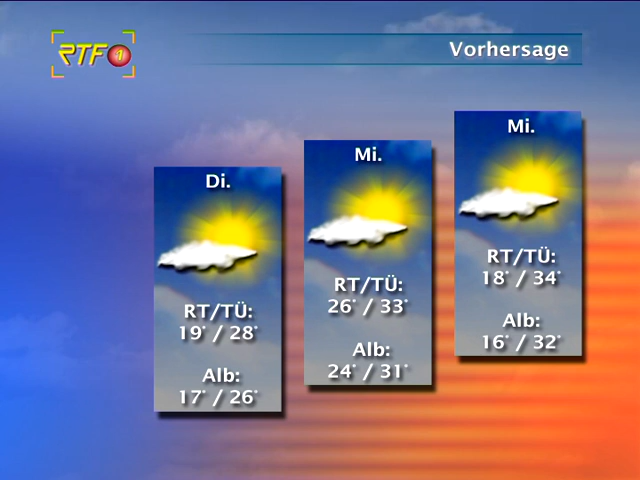 RTF 1
Vorhersage
Di.
RT/TÜ:
19° / 28°
Alb:
17° / 26°
Mi.
RT/TÜ:
26° / 33°
Alb:
24° / 31°
Mi.
RT/TÜ:
18° / 34°
Alb:
16° / 32°